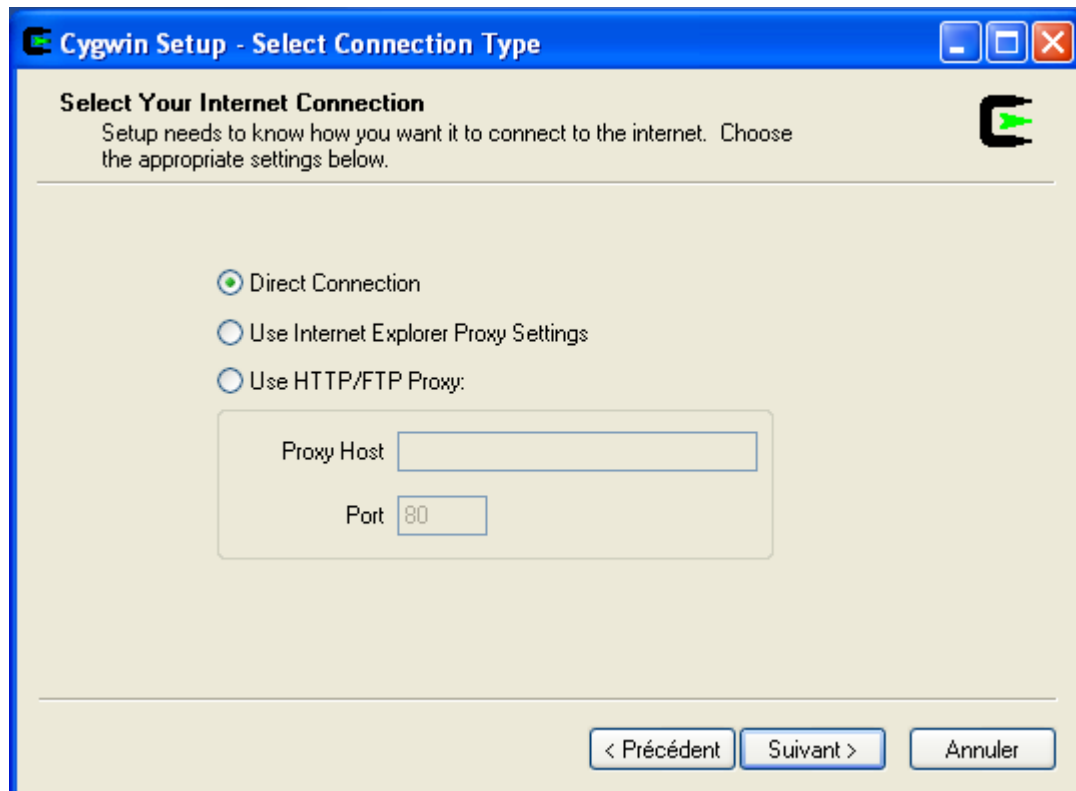 Cygwin Setup - Select Connection Type
Select Your Internet Connection
Setup needs to know how you want it to connect to the internet. Choose
the appropriate settings below.
Direct Connection
Use Internet Explorer Proxy Settings
Use HTTP/FTP Proxy:
Proxy Host
Port 80
< Précédent Suivant > Annuler